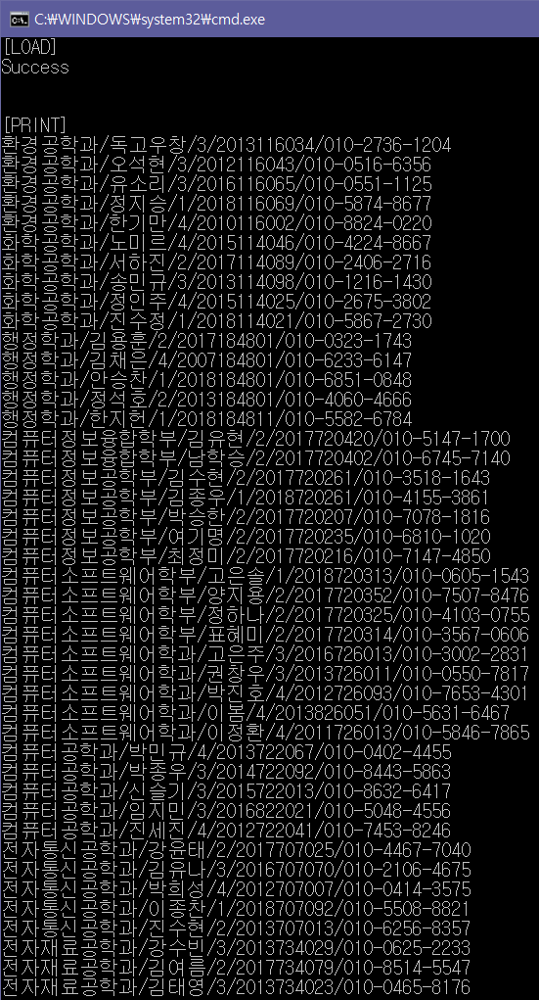 C:₩WINDOWS₩system32₩cmd.exe
[LOAD]
Success
[PRINT]
환경공학과/독고우창/3/2013116034/010-2736-1204
환경공학과/오석현/3/2012116043/010-0516-6356
환경공학과/유소리/3/2016116065/010-0551-1125
환경공학과/정지승/1/2018116069/010-5874-8677
환경공학과/한기만/4/2010116002/010-8824-0220
화학공학과/노미르/4/2015114046/010-4224-8667
화학공학과/서하진/2/2017114089/010-2406-2716
화학공학과/송민규/3/2013114098/010-1216-1430
화학공학과/정인주/4/2015114025/010-2675-3802
화학공학과/진수정/1/2018114021/010-5867-2730
행정학과/김용훈/2/2017184801/010-0323-1743
행정학과/김채은/4/2007184801/010-6233-6147
행정학과/안승찬/1/2018184801/010-6851-0848
행정학과/정석호/2/2013184801/010-4060-4666
행정학과/한지헌/1/2018184811/010-5582-6784
컴퓨터정보융합학부/김유현/2/2017720420/010-5147-1700
컴퓨터정보융합학부/남학승/2/2017720402/010-6745-7140
컴퓨터정보공학부/김수현/2/2017720261/010-3518-1643
컴퓨터정보공학부/김종우/1/2018720261/010-4155-3861
컴퓨터정보공학부/박승한/2/2017720207/010-7078-1816
컴퓨터정보공학부/여기명/2/2017720235/010-6810-1020
컴퓨터정보공학부/최정미/2/2017720216/010-7147-4850
컴퓨터소프트웨어학부/고은솔/1/2018720313/010-0605-1543
컴퓨터소프트웨어학부/양지용/2/2017720352/010-7507-8476
컴퓨터소프트웨어학부/정하나/2/2017720325/010-4103-0755
컴퓨터소프트웨어학부/표혜미/2/2017720314/010-3567-0606
컴퓨터소프트웨어학과/고은주/3/2016726013/010-3002-2831
컴퓨터소프트웨어학과/권창우/3/2013726011/010-0550-7817
컴퓨터소프트웨어학과/박진호/4/2012726093/010-7653-4301
컴퓨터소프트웨어학과/이봄/4/2013826051/010-5631-6467
컴퓨터소프트웨어학과/이정환/4/2011726013/010-5846-7865
컴퓨터공학과/박민규/4/2013722067/010-0402-4455
컴퓨터공학과/박종우/3/2014722092/010-8443-5863
컴퓨터공학과/신슬기/3/2015722013/010-8632-6417
컴퓨터공학과/임지민/3/2016822021/010-5048-4556
컴퓨터공학과/진세진/4/2012722041/010-7453-8246
전자통신공학과/강윤태/2/2017707025/010-4467-7040
전자통신공학과/김유나/3/2016707070/010-2106-4675
전자통신공학과/박희성/4/2012707007/010-0414-3575
전자통신공학과/이종찬/1/2018707092/010-5508-8821
전자통신공학과/진수현/2/2013707013/010-6256-8357
전자재료공학과/강수빈/3/2013734029/010-0625-2233
전자재료공학과/김여름/2/2017734079/010-8514-5547
전자재료공학과/김태영/3/2013734023/010-0465-8176